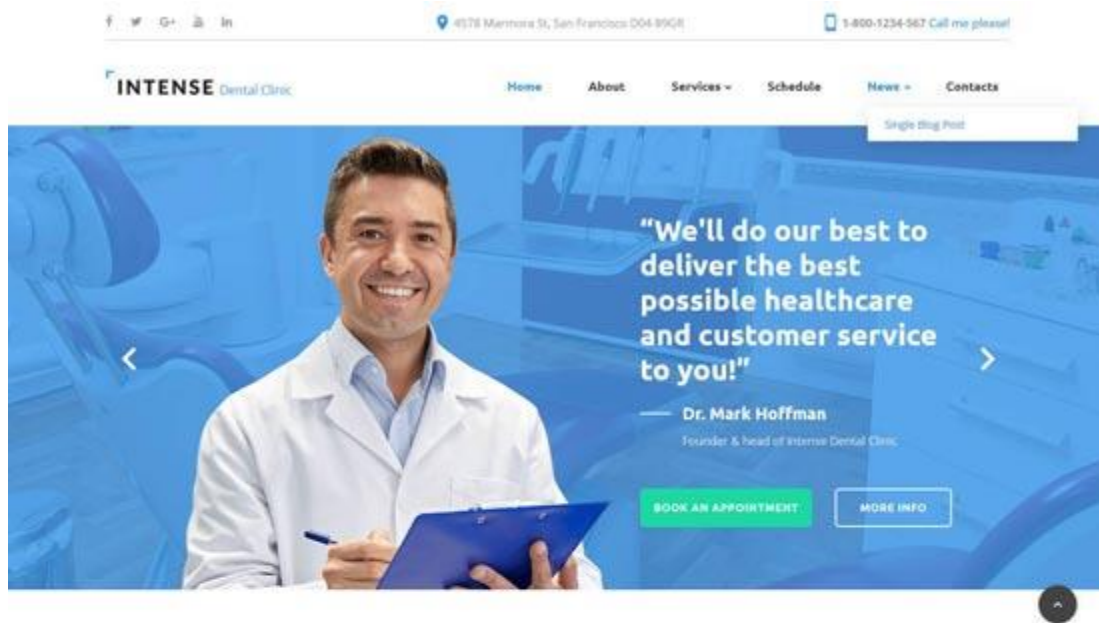 4578 Marmora St, San Francisco D04 89GR
1-800-1234-567 Call me please!
INTENSE Dental Clinic
Home About Services Schedule News Contacts
Single Blog Post
“We'll do our best to
deliver the best
possible healthcare
and customer service
to you!”
Dr. Mark Hoffman
Founder & head of Intense Dental Clinic
BOOK AN APPOINTMENT MORE INFO